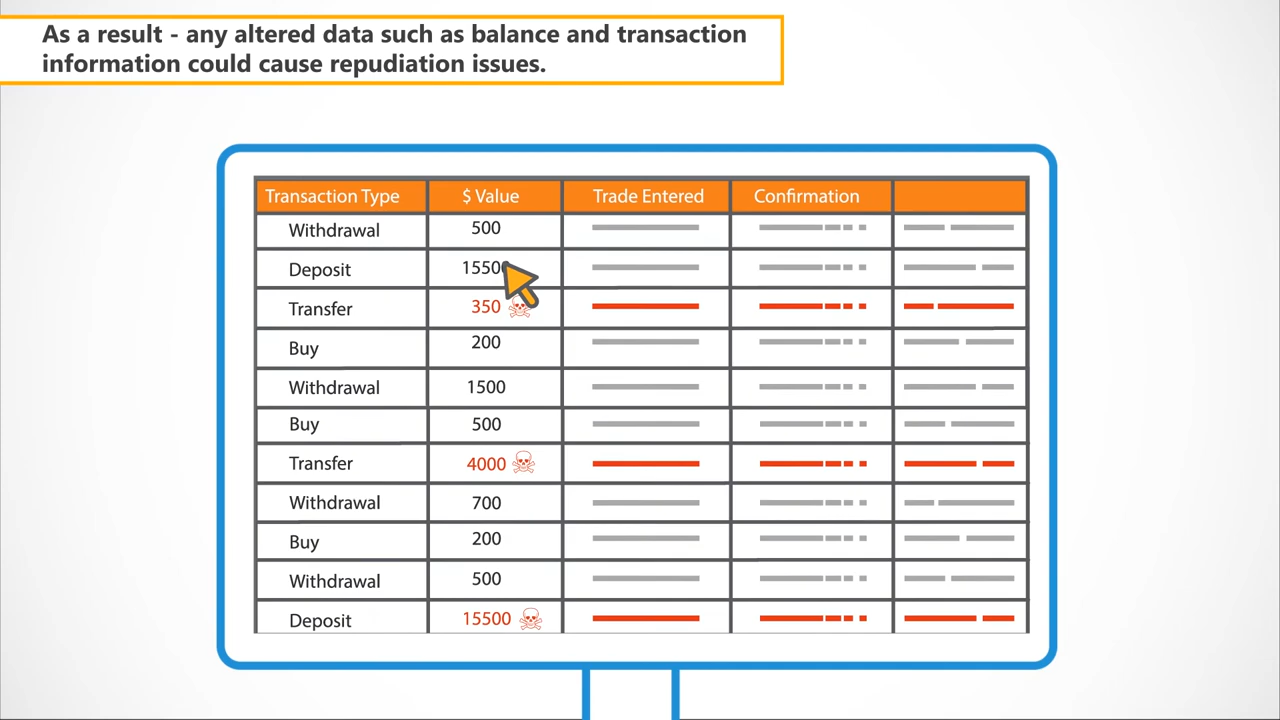 As a result - any altered data such as balance and transaction
information could cause repudiation issues.
Transaction Type $ Value Trade Entered Confirmation
Withdrawal 500
Deposit 15500
Transfer 350
Buy 200
Withdrawal 1500
Buy 500
Transfer 4000
Withdrawal 700
Buy 200
Withdrawal 500
Deposit 15500